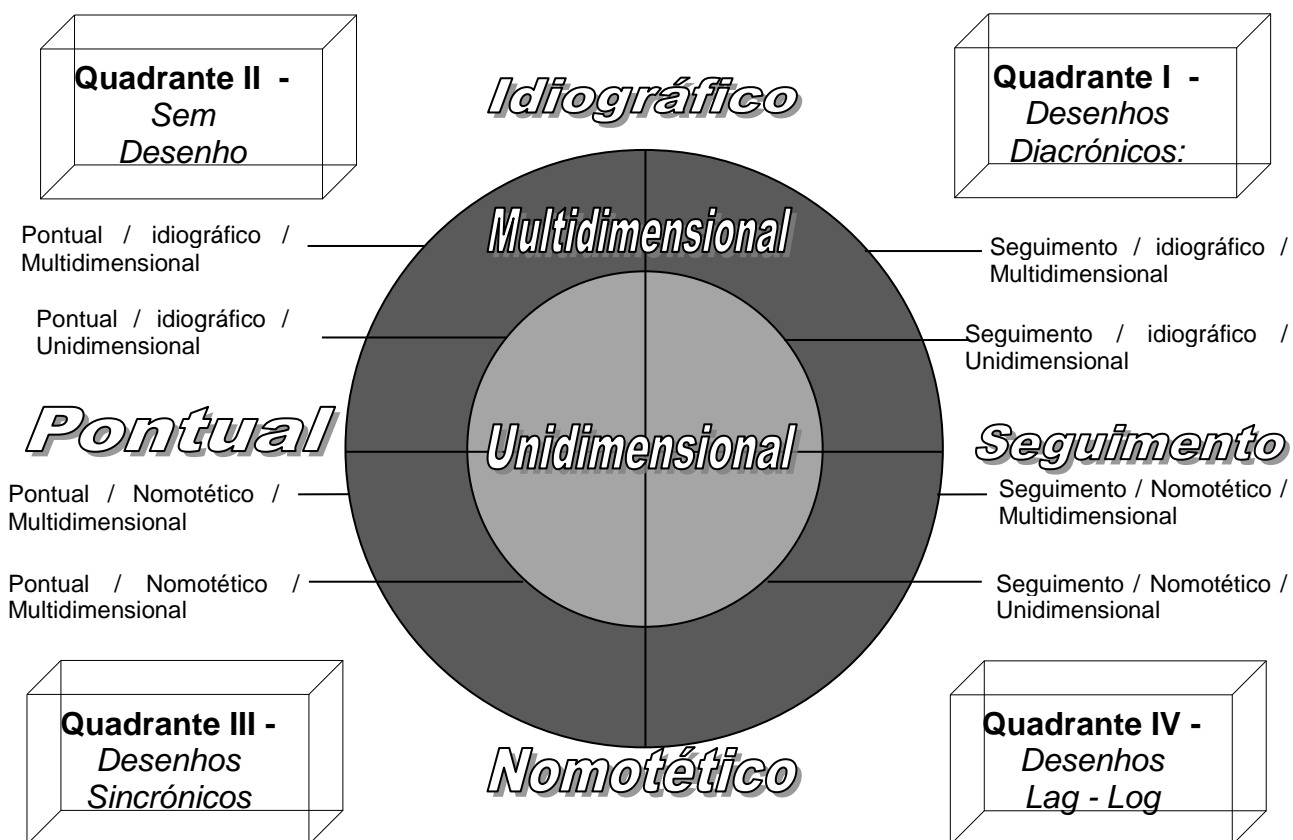 Quadrante II -
Sem
Desenho
Idiográfico
Quadrante I -
Desenhos
Diacrónicos:
Multidimensional
Pontual / idiográfico /
Multidimensional
Seguimento / idiográfico /
Multidimensional
Pontual / idiográfico /
Unidimensional
Seguimento / idiográfico /
Unidimensional
Pontual
Unidimensional
Seguimento
Pontual / Nomotético /
Multidimensional
Seguimento / Nomotético /
Multidimensional
Pontual / Nomotético /
Multidimensional
Seguimento / Nomotético /
Unidimensional
Quadrante III -
Desenhos
Sincrónicos
Nomotético
Quadrante IV -
Desenhos
Lag - Log